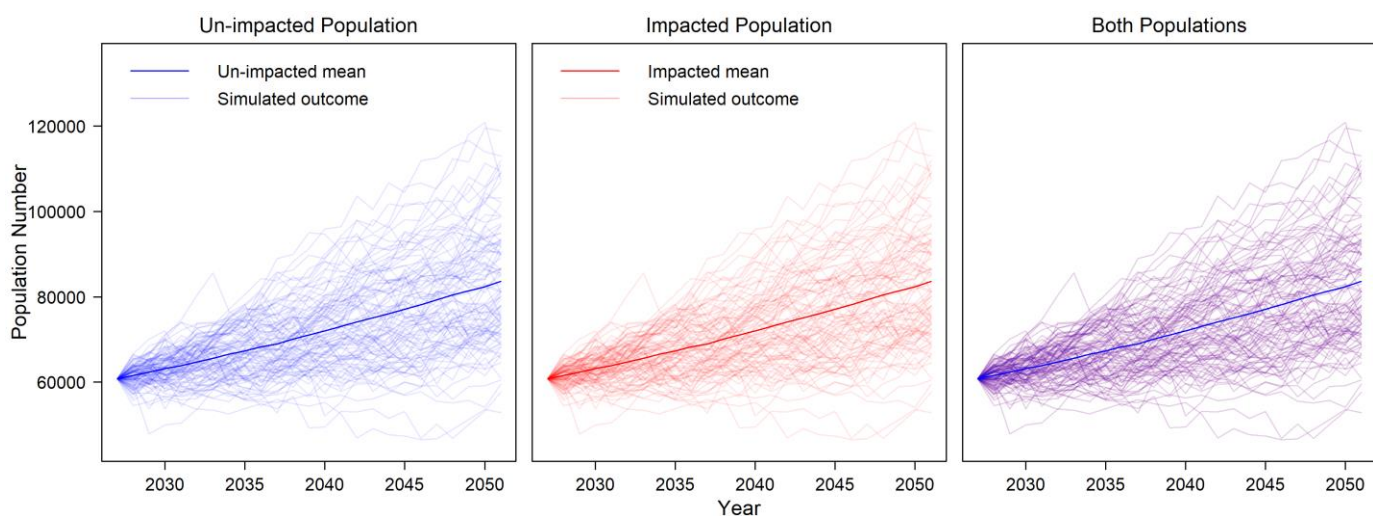 Un-impacted Population
Impacted Population
Both Populations
Un-impacted mean
Simulated outcome
Impacted mean
Simulated outcome
Population Number
120000
100000
80000
60000
2030 2035 2040 2045 2050
2030 2035 2040 2045 2050
2030 2035 2040 2045 2050
Year